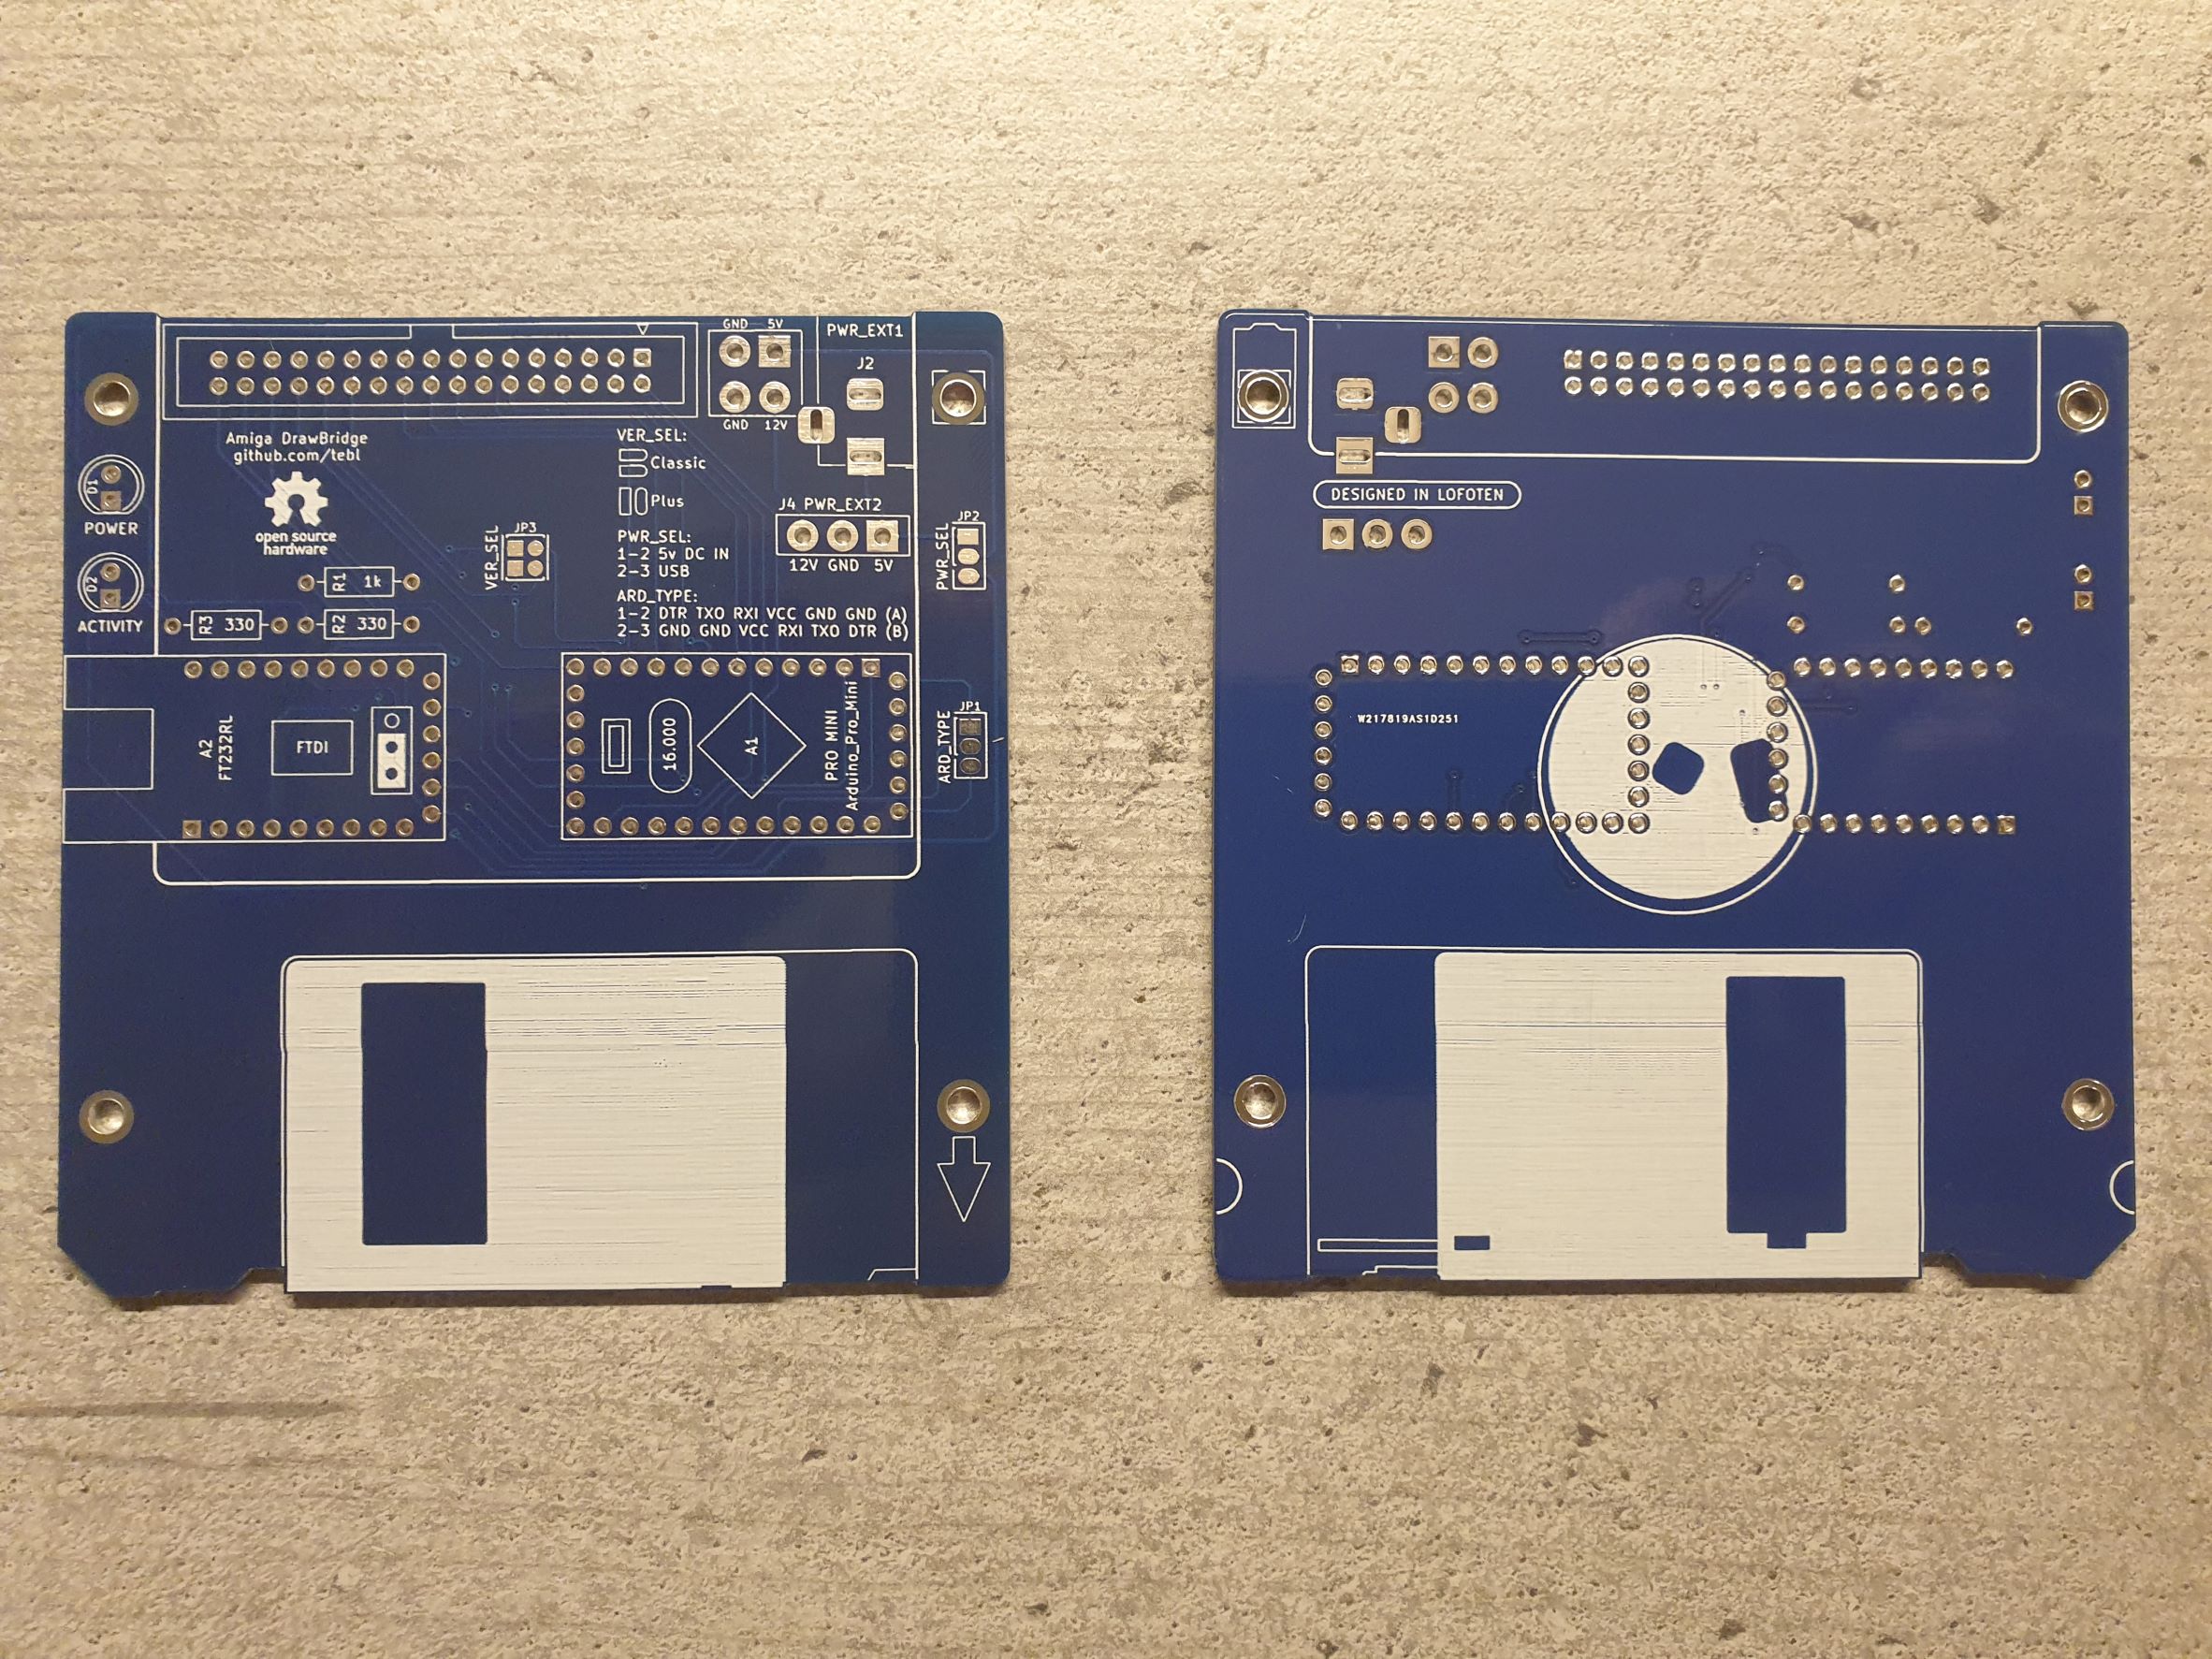 GND 5V
PWR_EXT1
J2
GND 12V
Amiga DrawBridge
github.com/tebl
open source
hardware
D1
POWER
D2
ACTIVITY
R1 1k
R3 330
R2 330
VER_SEL
JP3
VER_SEL:
Classic
Plus
PWR_SEL:
1-2 5v DC IN
2-3 USB
ARD_TYPE:
1-2 DTR TXO RXI VCC GND GND (A)
2-3 GND GND VCC RXI TXO DTR (B)
J4 PWR_EXT2
12V GND 5V
JP2
PWR_SEL
A2
FT232RL
FTDI
16.000
A1
PRO MINI
Arduino_Pro_Mini
JP1
ARD_TYPE
DESIGNED IN LOFOTEN
W217819AS1D251